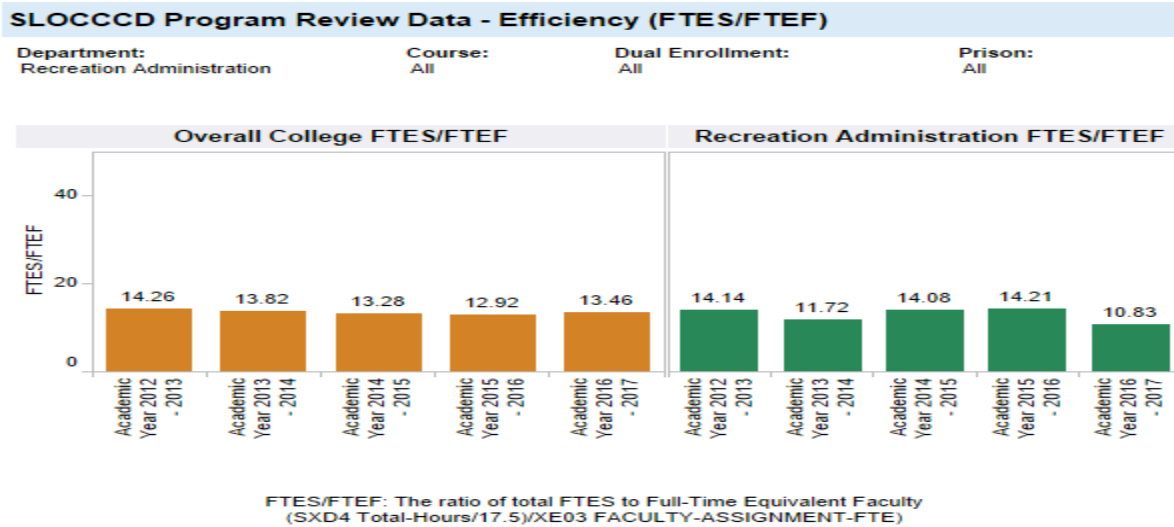 SLOCCCD Program Review Data - Efficiency (FTES/FTEF)
Department: Course: Dual Enrollment: Prison:
Recreation Administration All All All
Overall College FTES/FTEF Recreation Administration FTES/FTEF
FTES/FTEF
40
20
0
14.26 13.82 13.28 12.92 13.46 14.14 11.72 14.08 14.21 10.83
Academic
Year 2012
- 2013
Academic
Year 2013
- 2014
Academic
Year 2014
- 2015
Academic
Year 2015
- 2016
Academic
Year 2016
- 2017
Academic
Year 2012
- 2013
Academic
Year 2013
- 2014
Academic
Year 2014
- 2015
Academic
Year 2015
- 2016
Academic
Year 2016
- 2017
FTES/FTEF: The ratio of total FTES to Full-Time Equivalent Faculty
(SXD4 Total-Hours/17.5)/XE03 FACULTY-ASSIGNMENT-FTE)